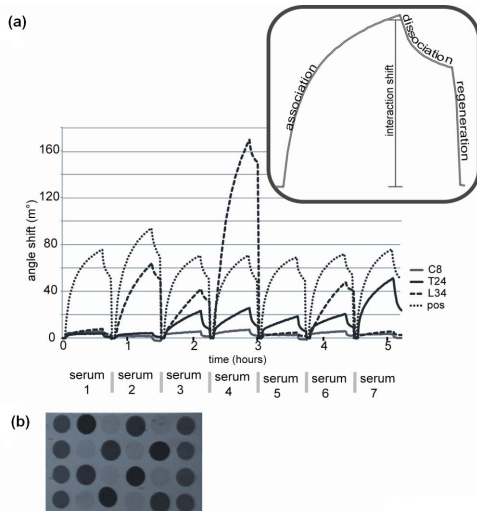 (a)
association
interaction shift
dissociation
regeneration
angle shift (m°)
160
120
80
40
0
0 1 2 3 4 5
time (hours)
C8
T24
L34
pos
serum 1
serum 2
serum 3
serum 4
serum 5
serum 6
serum 7
(b)